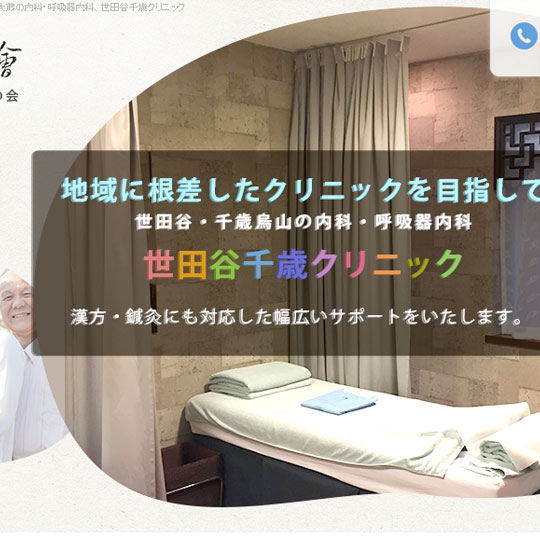 大蔵の内科・呼吸器内科、世田谷千歳クリニック
の会
地域に根差したクリニックを目指して
世田谷・千歳烏山の内科・呼吸器内科
世田谷千歳クリニック
漢方・鍼灸にも対応した幅広いサポートをいたします。